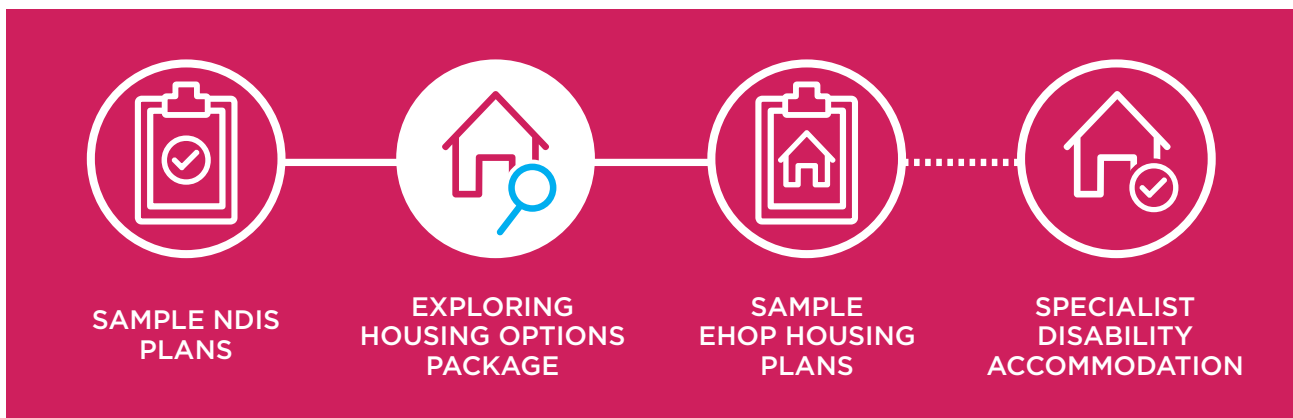 SAMPLE NDIS
PLANS
EXPLORING
HOUSING OPTIONS
PACKAGE
SAMPLE
EHOP HOUSING
PLANS
SPECIALIST
DISABILITY
ACCOMMODATION